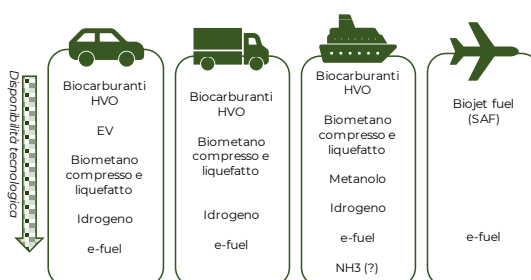 Disponibilità tecnologica
Biocarburanti
HVO
EV
Biometano
compresso e
liquefatto
Idrogeno
e-fuel
Biocarburanti
HVO
Biometano
compresso e
liquefatto
Idrogeno
e-fuel
Biocarburanti
HVO
Biometano
compresso e
liquefatto
Metanolo
Idrogeno
e-fuel
NH3 (?)
Biojet fuel
(SAF)
e-fuel